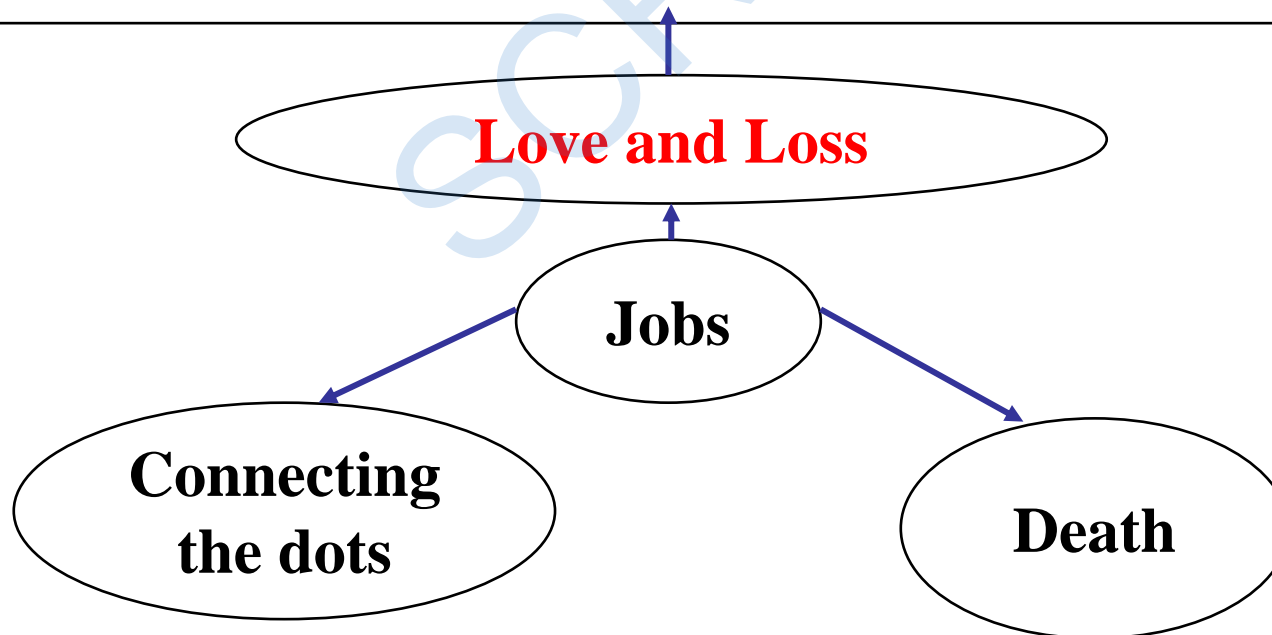 Love and Loss
Jobs
Connecting
the dots
Death